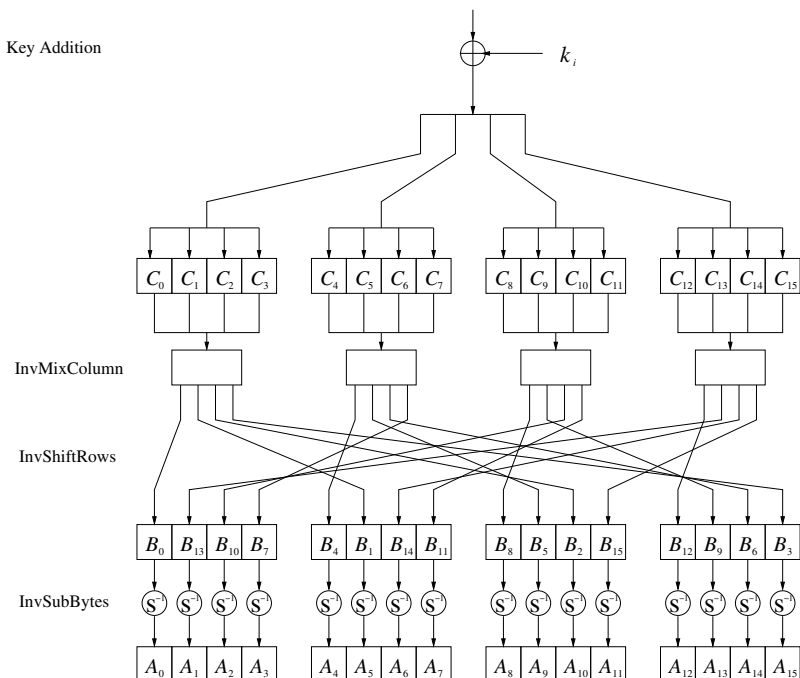 Key Addition
k_i
C_0 C_1 C_2 C_3 C_4 C_5 C_6 C_7 C_8 C_9 C_10 C_11 C_12 C_13 C_14 C_15
InvMixColumn
InvShiftRows
B_0 B_13 B_10 B_7 B_4 B_1 B_14 B_11 B_8 B_5 B_2 B_15 B_12 B_9 B_6 B_3
InvSubBytes S^-1 S^-1 S^-1 S^-1 S^-1 S^-1 S^-1 S^-1 S^-1 S^-1 S^-1 S^-1 S^-1 S^-1 S^-1 S^-1
A_0 A_1 A_2 A_3 A_4 A_5 A_6 A_7 A_8 A_9 A_10 A_11 A_12 A_13 A_14 A_15